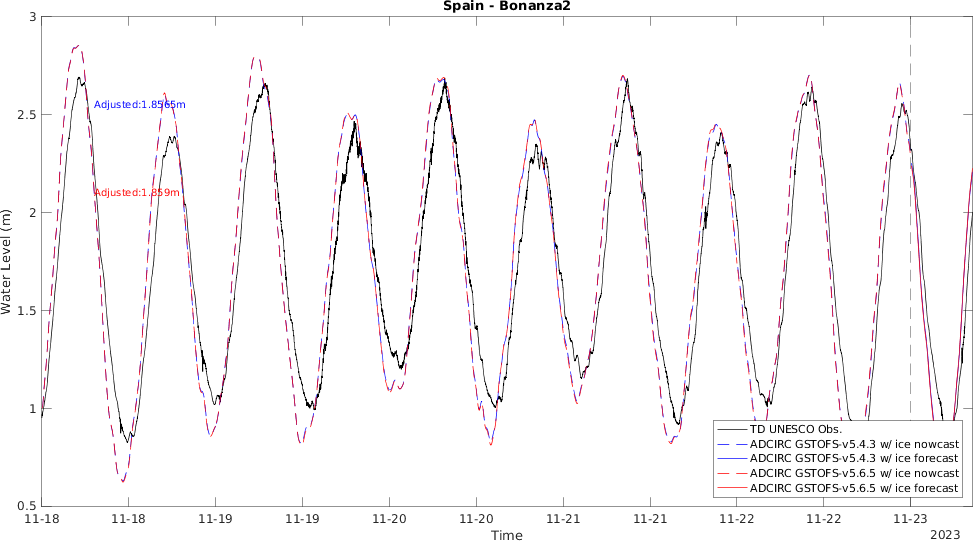 Spain - Bonanza2
3
2.5
2
1.5
1
0.5
Water Level (m)
Adjusted:1.8565m
Adjusted:1.859m
TD UNESCO Obs.
ADCIRC GSTOFS-v5.4.3 w/ ice nowcast
ADCIRC GSTOFS-v5.4.3 w/ ice forecast
ADCIRC GSTOFS-v5.6.5 w/ ice nowcast
ADCIRC GSTOFS-v5.6.5 w/ ice forecast
11-18 11-18 11-19 11-19 11-20 11-20 11-21 11-21 11-22 11-22 11-23
Time
2023